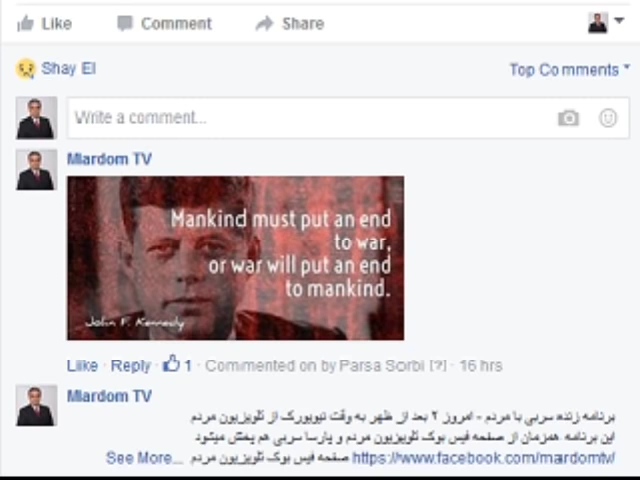 Like Comment Share
Shay El Top Comments
Write a comment...
Mardom TV
Mankind must put an end
to war,
or war will put an end
to mankind.
John F. Kennedy
Like · Reply · 1 · Commented on by Parsa Sorbi [?] · 16 hrs
Mardom TV
برنامه زنده سربی با مردم - امروز ۲ بعد از ظهر به وقت نیویورک از تلویزیون مردم
این برنامه همزمان از صفحه فیس بوک تلویزیون مردم و پارسا سربی هم پخش میشود
https://www.facebook.com/mardomtv/ صفحه فیس بوک تلویزیون مردم ...See More